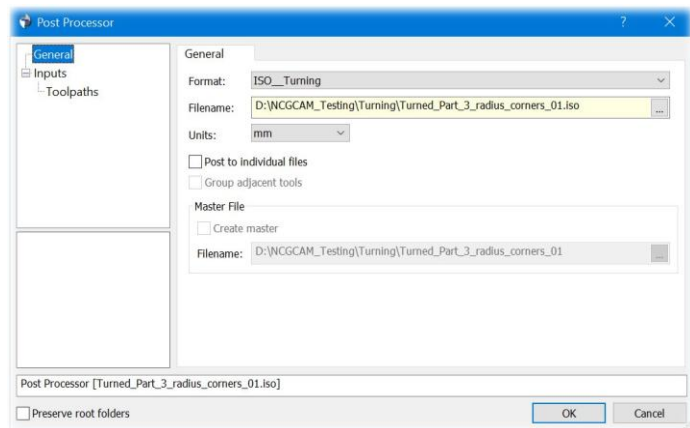 Post Processor
General
Inputs
Toolpaths
General
Format: ISO__Turning
Filename: D:\NCGCAM_Testing\Turning\Turned_Part_3_radius_corners_01.iso ...
Units: mm
Post to individual files
Group adjacent tools
Master File
Create master
Filename: D:\NCGCAM_Testing\Turning\Turned_Part_3_radius_corners_01 ...
Post Processor [Turned_Part_3_radius_corners_01.iso]
Preserve root folders OK Cancel